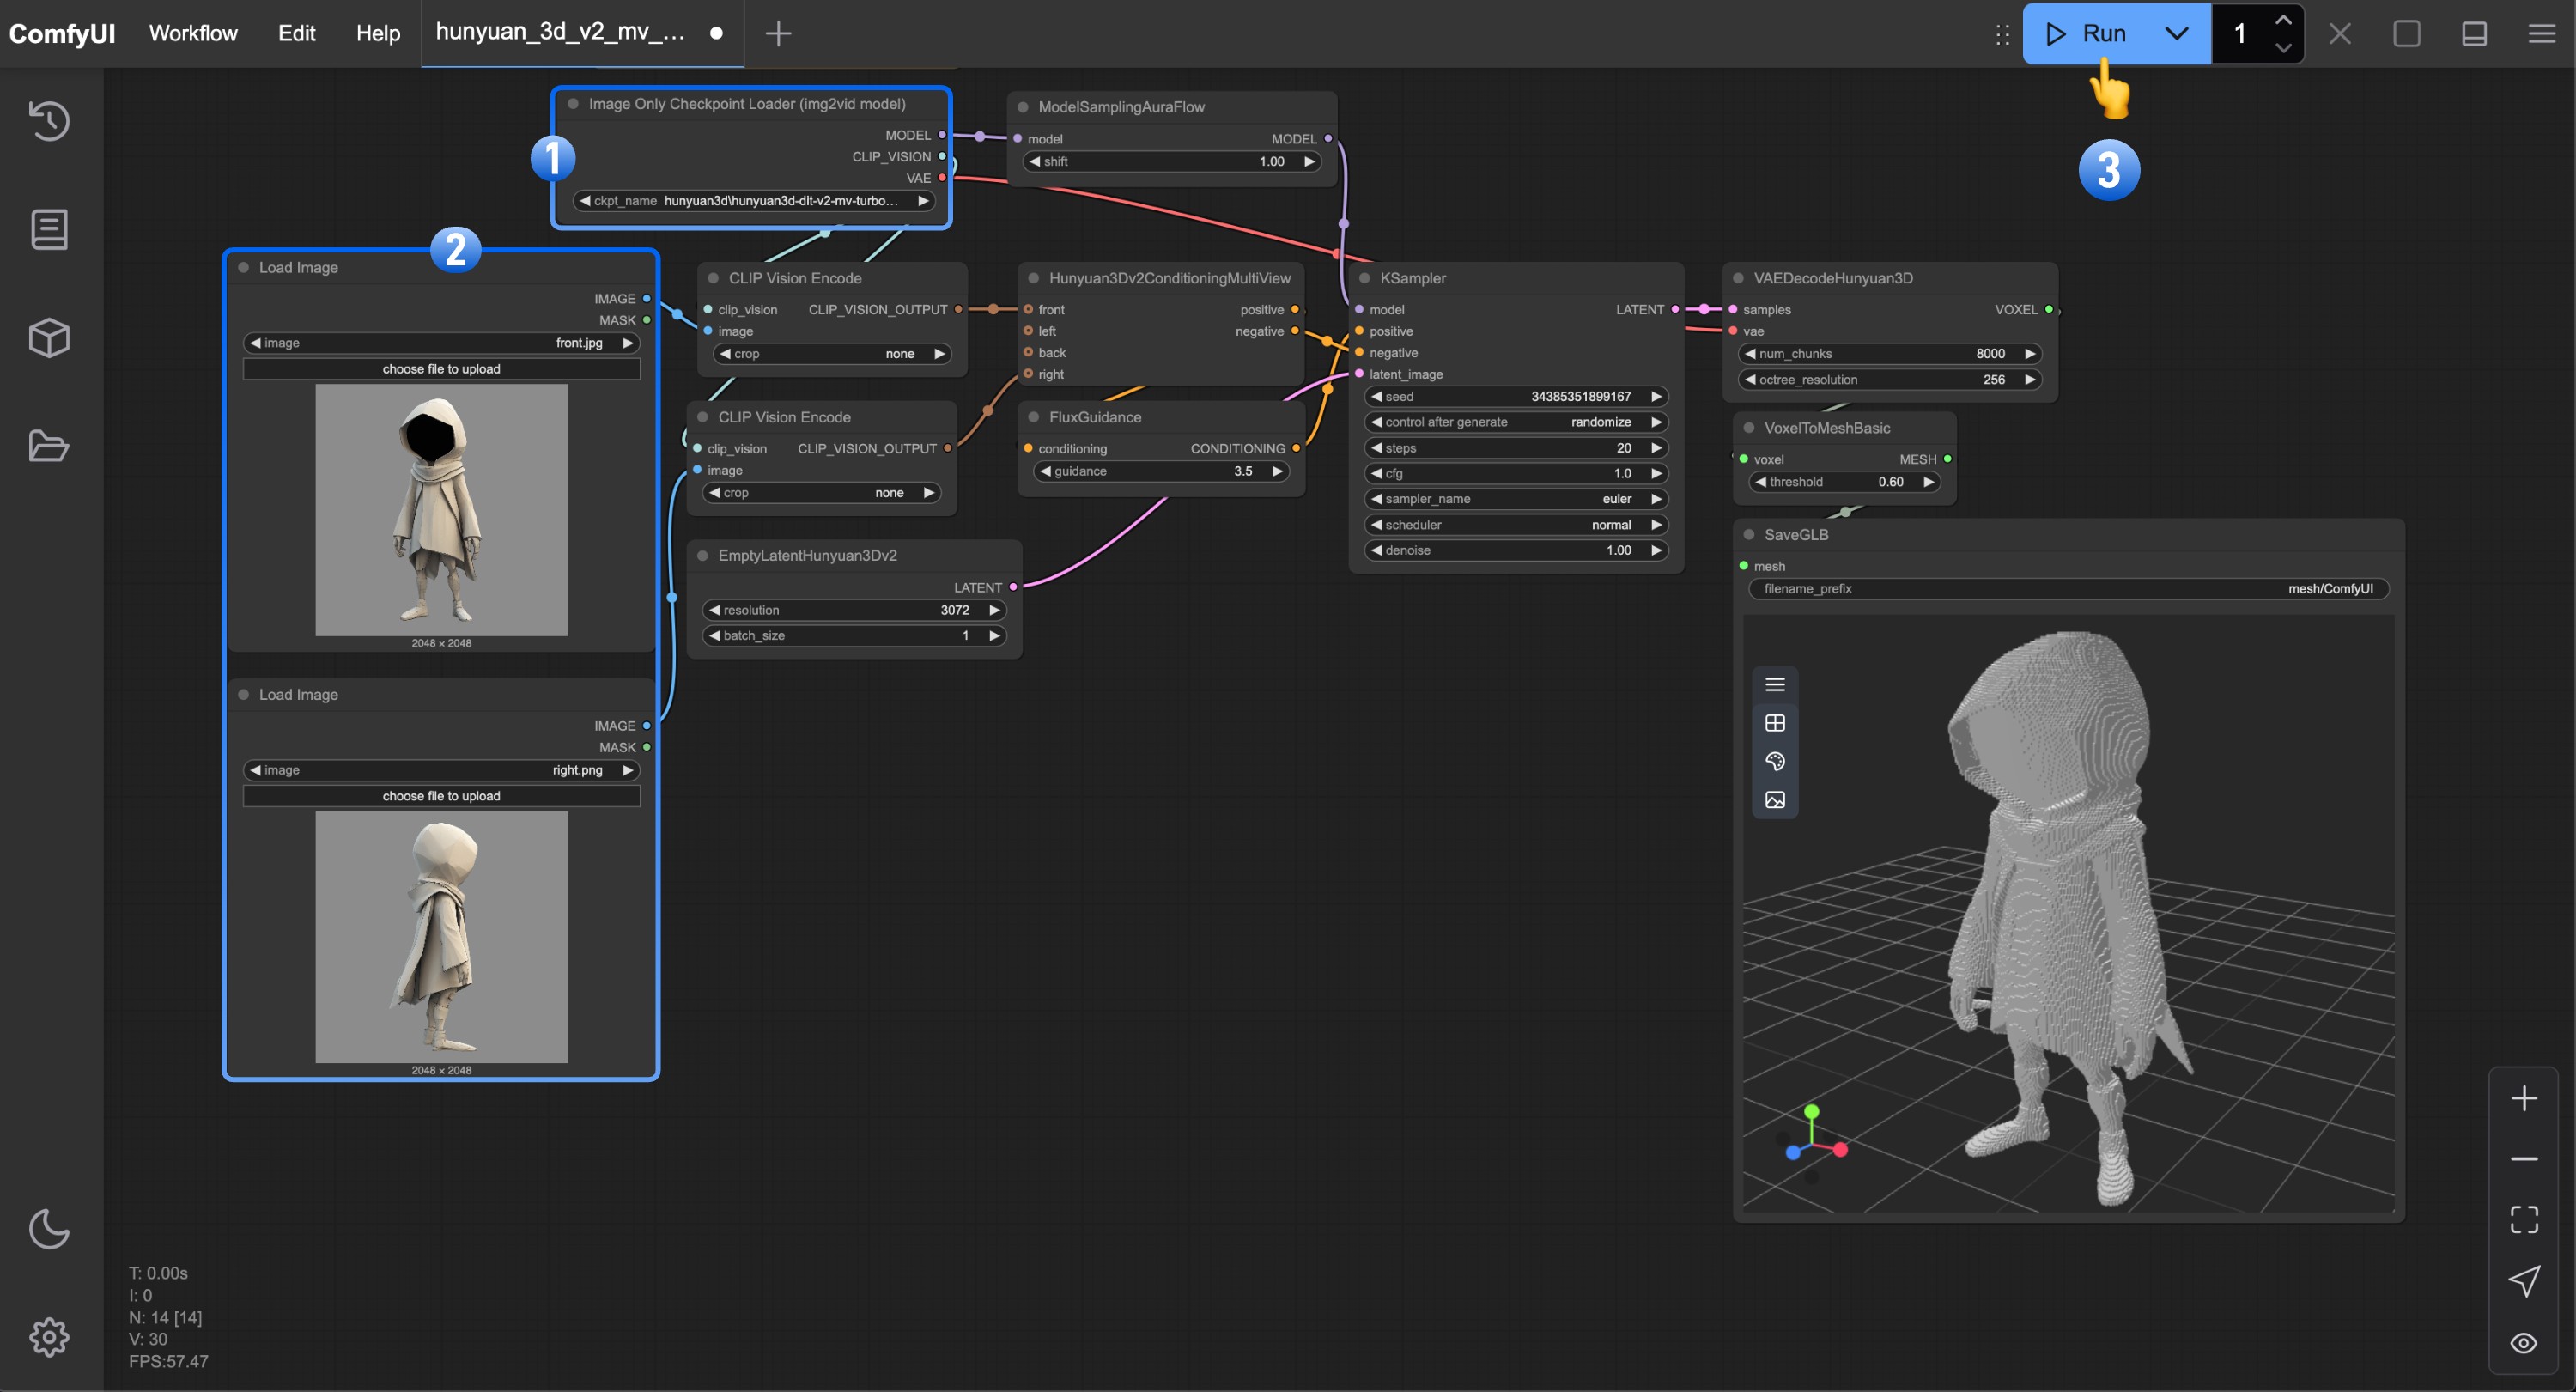 ComfyUI Workflow Edit Help hunyuan_3d_v2_mv_... Run 1
3
Image Only Checkpoint Loader (img2vid model)
MODEL
CLIP_VISION
VAE
ckpt_name hunyuan3d\hunyuan3d-dit-v2-mv-turbo...
1
ModelSamplingAuraFlow
model MODEL
shift 1.00
2
Load Image
IMAGE
MASK
image front.jpg
choose file to upload
2048 × 2048
Load Image
IMAGE
MASK
image right.png
choose file to upload
2048 × 2048
CLIP Vision Encode
clip_vision CLIP_VISION_OUTPUT
image
crop none
CLIP Vision Encode
clip_vision CLIP_VISION_OUTPUT
image
crop none
EmptyLatentHunyuan3Dv2
LATENT
resolution 3072
batch_size 1
Hunyuan3Dv2ConditioningMultiView
front positive
left negative
back
right
FluxGuidance
conditioning CONDITIONING
guidance 3.5
KSampler
model LATENT
positive
negative
latent_image
seed 34385351899167
control after generate randomize
steps 20
cfg 1.0
sampler_name euler
scheduler normal
denoise 1.00
VAEDecodeHunyuan3D
samples VOXEL
vae
num_chunks 8000
octree_resolution 256
VoxelToMeshBasic
voxel MESH
threshold 0.60
SaveGLB
mesh
filename_prefix mesh/ComfyUI
T: 0.00s
I: 0
N: 14 [14]
V: 30
FPS:57.47